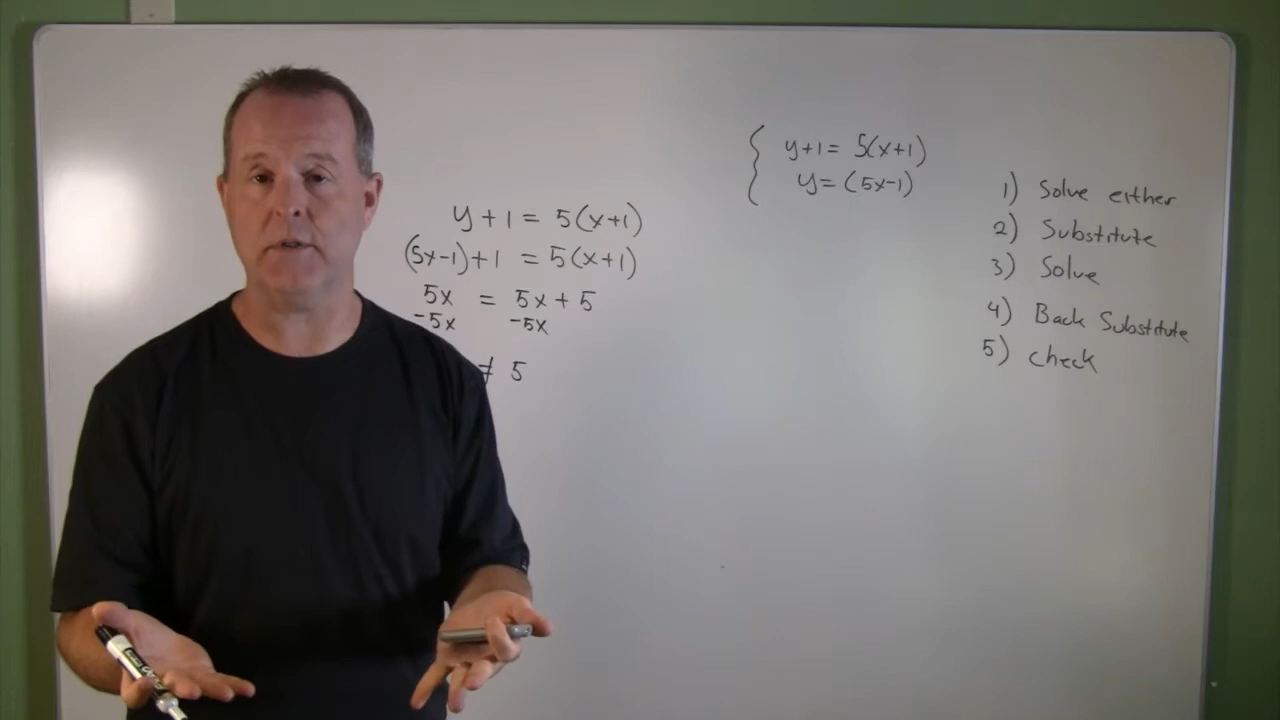 y+1 = 5(x+1)
(5x-1)+1 = 5(x+1)
5x = 5x + 5
-5x -5x
≠ 5
y+1 = 5(x+1)
y = (5x-1)
1) Solve either
2) Substitute
3) Solve
4) Back Substitute
5) check